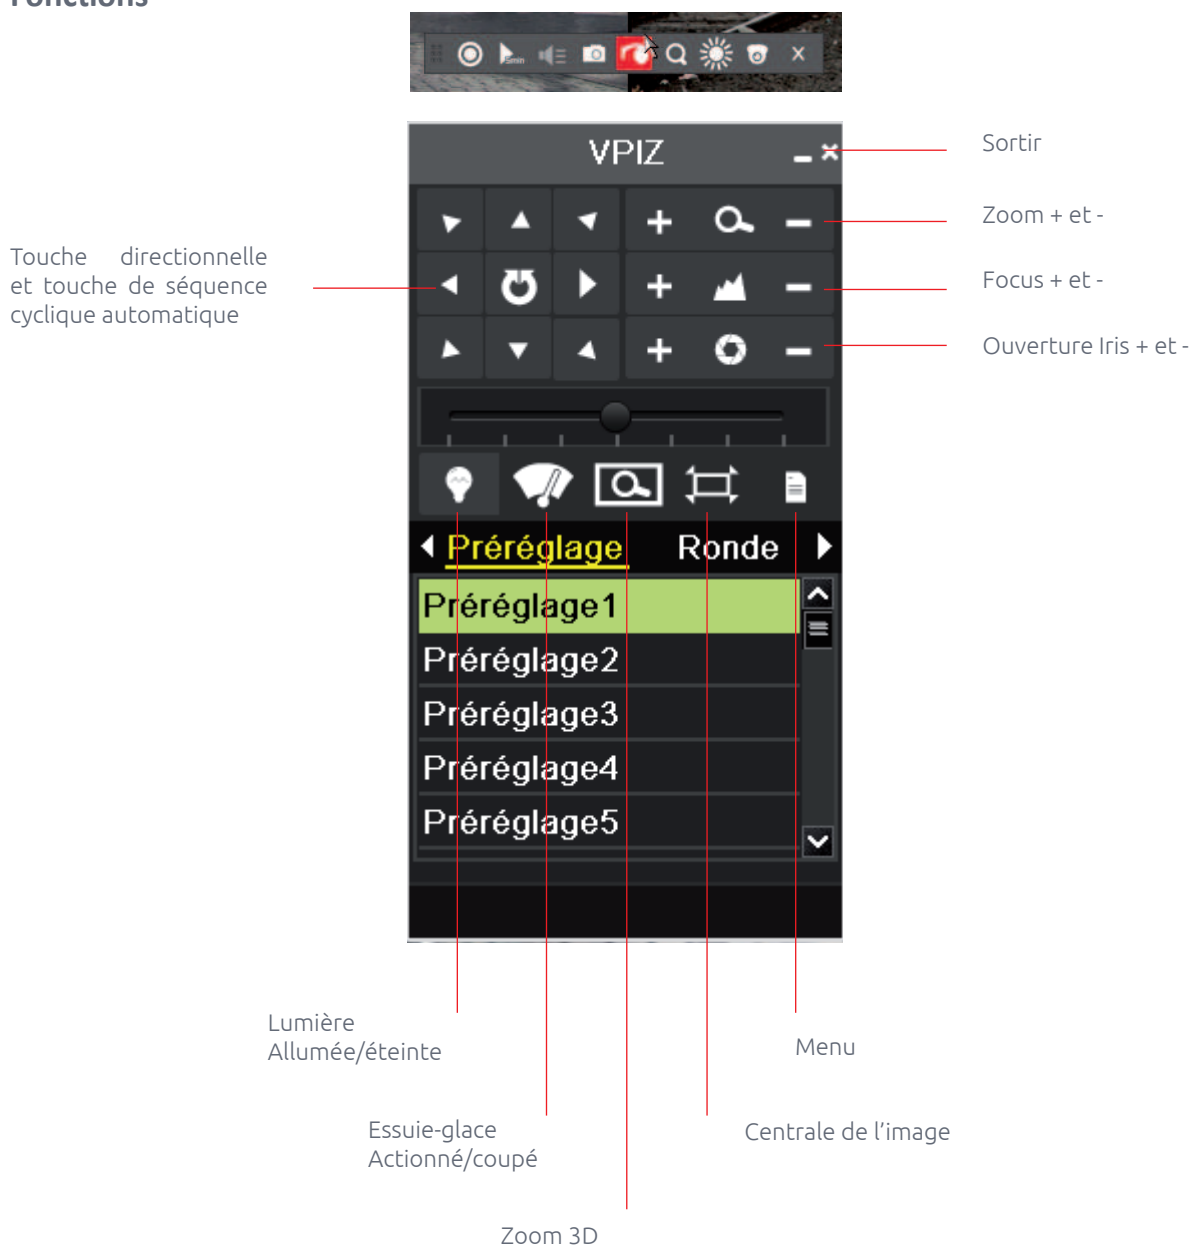 Fonctions
5min
VPIZ
Sortir
Zoom + et -
Touche directionnelle
et touche de séquence
cyclique automatique
Focus + et -
Ouverture Iris + et -
Préréglage Ronde
Préréglage1
Préréglage2
Préréglage3
Préréglage4
Préréglage5
Lumière
Allumée/éteinte
Menu
Essuie-glace
Actionné/coupé
Centrale de l'image
Zoom 3D